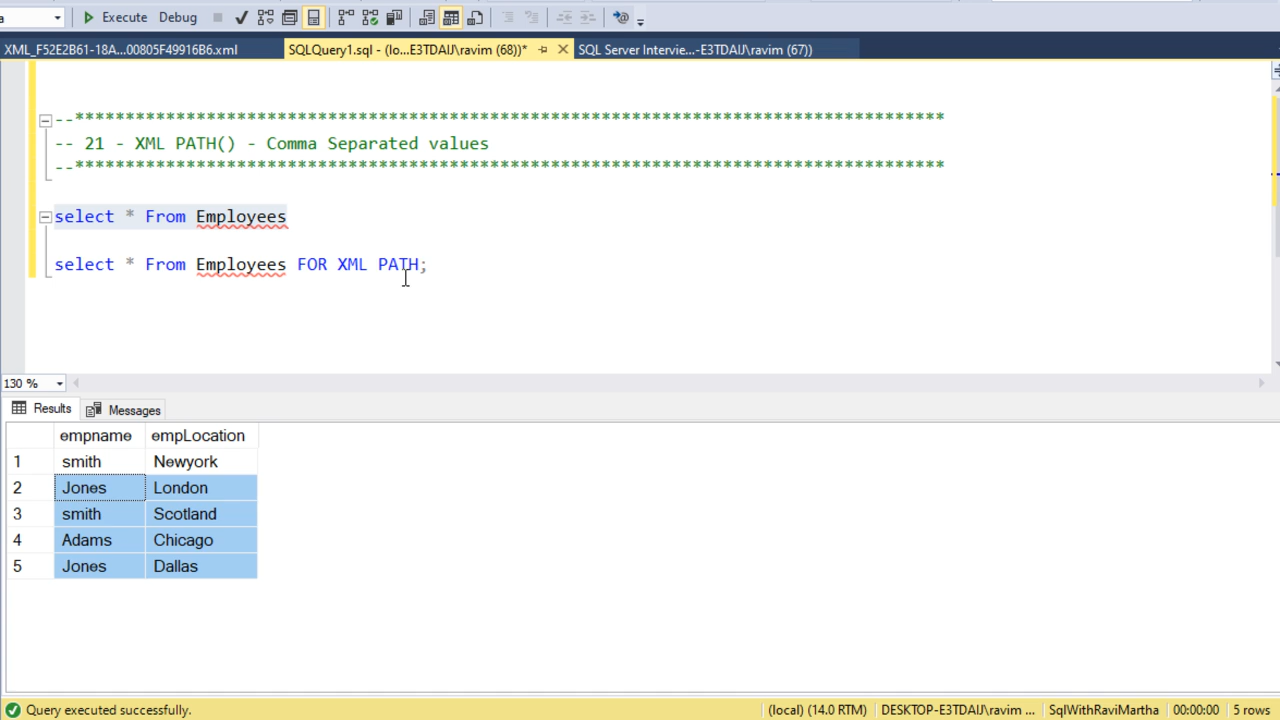 a Execute Debug
XML_F52E2B61-18A...00805F49916B6.xml SQLQuery1.sql - (lo...E3TDAIJ\ravim (68))* SQL Server Intervie...-E3TDAIJ\ravim (67))
--*************************************************************************************
-- 21 - XML PATH() - Comma Separated values
--*************************************************************************************
select * From Employees
select * From Employees FOR XML PATH;
130 %
Results Messages
empname empLocation
1 smith Newyork
2 Jones London
3 smith Scotland
4 Adams Chicago
5 Jones Dallas
Query executed successfully. (local) (14.0 RTM) DESKTOP-E3TDAIJ\ravim ... SqlWithRaviMartha 00:00:00 5 rows